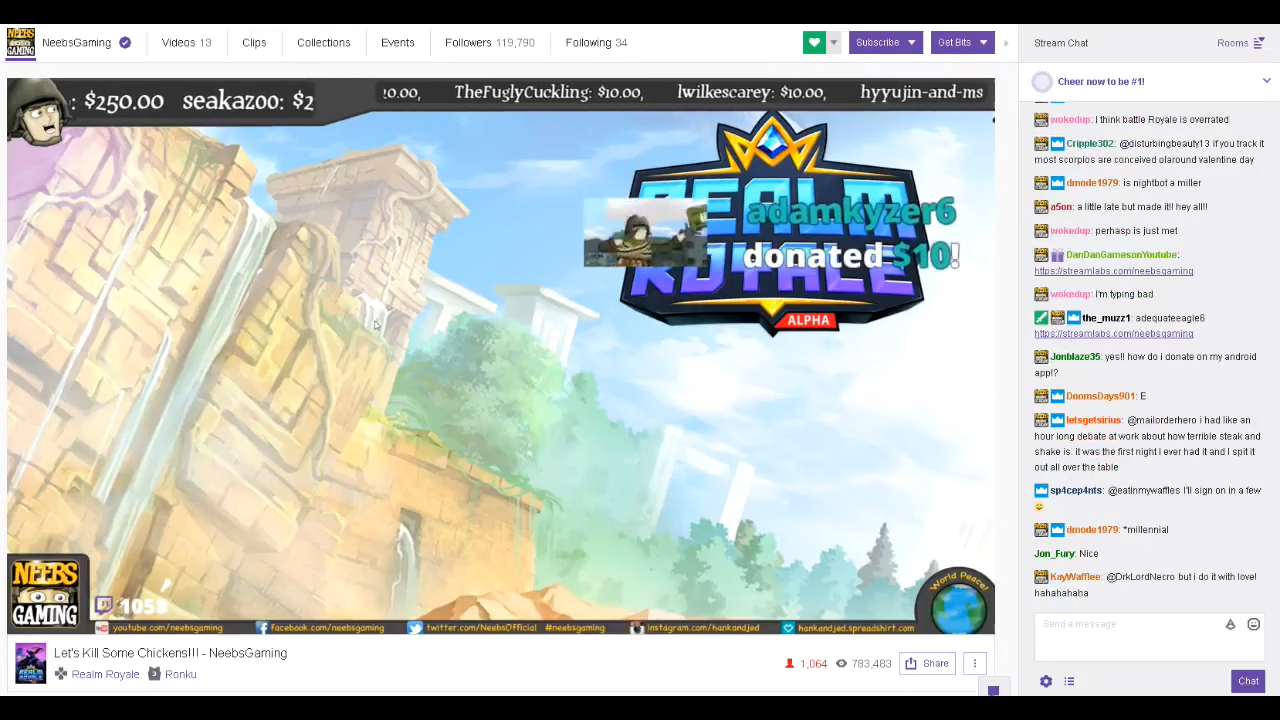 NeebsGaming
Videos 13
Clips
Collections
Events
Followers 119,790
Following 34
Subscribe
Get Bits
Stream Chat
Rooms
: $250.00 seakazoo: $2
TheFuglyCuckling: $10.00, lwilkescarey: $10.00, hyyujin-and-ms
REALM
ROYALE
ALPHA
adamkyzer6
donated $10!
NEEBS
GAMING
1058
World Peace!
youtube.com/neebsgaming
facebook.com/neebsgaming
twitter.com/NeebsOfficial #neebsgaming
instagram.com/hankandjed
hankandjed.spreadshirt.com
Let's Kill Some Chickens!!! - NeebsGaming
Realm Royale
Ronku
1,064
783,483
Share
Cheer now to be #1!
wokedup: I think battle Royale is overrated
Cripple302: @disturbingbeauty13 if you track it
most scorpios are conceived olaround valentine day
dmode1979: is nightbot a miller
a5on: a little late but made it!! hey all!!
wokedup: perhasp is just met
DanDanGamesonYoutube:
https://streamlabs.com/neebsgaming
wokedup: I'm typing bad
the_muzz1: adequateeagle6
https://streamlabs.com/neebsgaming
Jonblaze35: yes!! how do i donate on my android
app!?
DoomsDays901: E
letsgetsirius: @mailorderhero i had like an
hour long debate at work about how terrible steak and
shake is. it was the first night i ever had it and I spit it
out all over the table
sp4cep4nts: @eatinmywaffles I'll sign on in a few
dmode1979: *millennial
Jon_Fury: Nice
KayWafflee: @DrkLordNecro but i do it with love!
hahahahaha
Send a message
Chat